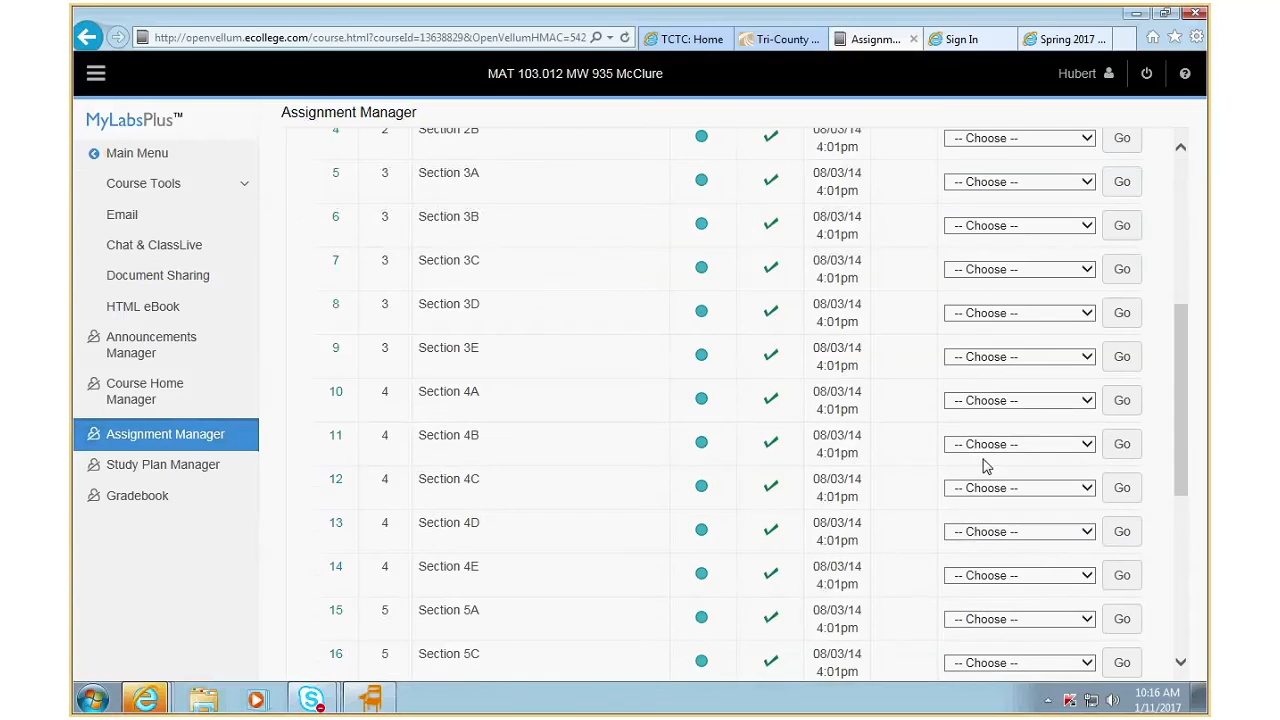 http://openvellum.ecollege.com/course.html?courseId=13638829&OpenVellumHMAC=542
TCTC: Home
Tri-County ...
Assignm...
Sign In
Spring 2017 ...
MAT 103.012 MW 935 McClure
Hubert
MyLabsPlus™
Main Menu
Course Tools
Email
Chat & ClassLive
Document Sharing
HTML eBook
Announcements
Manager
Course Home
Manager
Assignment Manager
Study Plan Manager
Gradebook
Assignment Manager
4 2 Section 2B 08/03/14 -- Choose -- Go
4:01pm
5 3 Section 3A 08/03/14 -- Choose -- Go
4:01pm
6 3 Section 3B 08/03/14 -- Choose -- Go
4:01pm
7 3 Section 3C 08/03/14 -- Choose -- Go
4:01pm
8 3 Section 3D 08/03/14 -- Choose -- Go
4:01pm
9 3 Section 3E 08/03/14 -- Choose -- Go
4:01pm
10 4 Section 4A 08/03/14 -- Choose -- Go
4:01pm
11 4 Section 4B 08/03/14 -- Choose -- Go
4:01pm
12 4 Section 4C 08/03/14 -- Choose -- Go
4:01pm
13 4 Section 4D 08/03/14 -- Choose -- Go
4:01pm
14 4 Section 4E 08/03/14 -- Choose -- Go
4:01pm
15 5 Section 5A 08/03/14 -- Choose -- Go
4:01pm
16 5 Section 5C 08/03/14 -- Choose -- Go
4:01pm
10:16 AM
1/11/2017